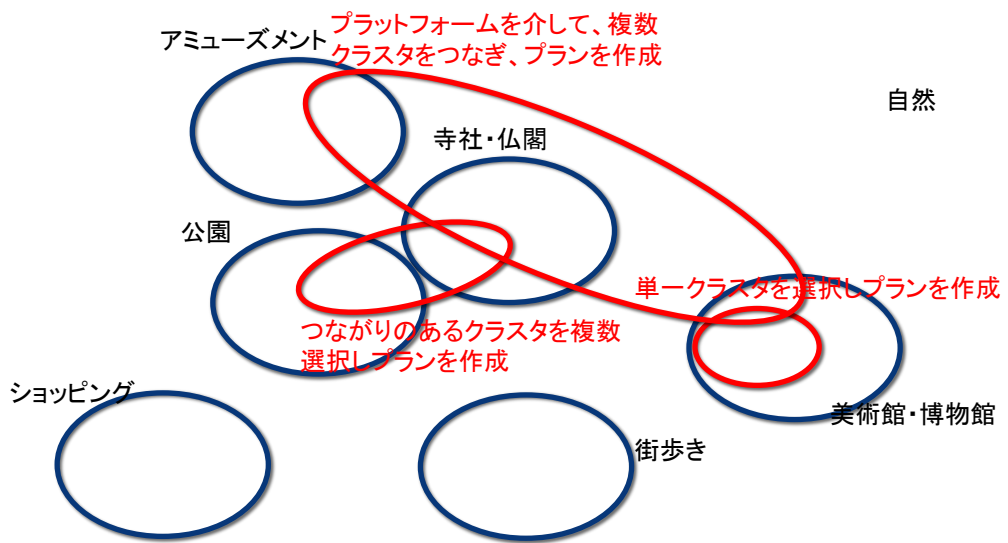 プラットフォームを介して、複数
クラスタをつなぎ、プランを作成
アミューズメント
自然
寺社・仏閣
公園
単一クラスタを選択しプランを作成
つながりのあるクラスタを複数
選択しプランを作成
ショッピング
美術館・博物館
街歩き